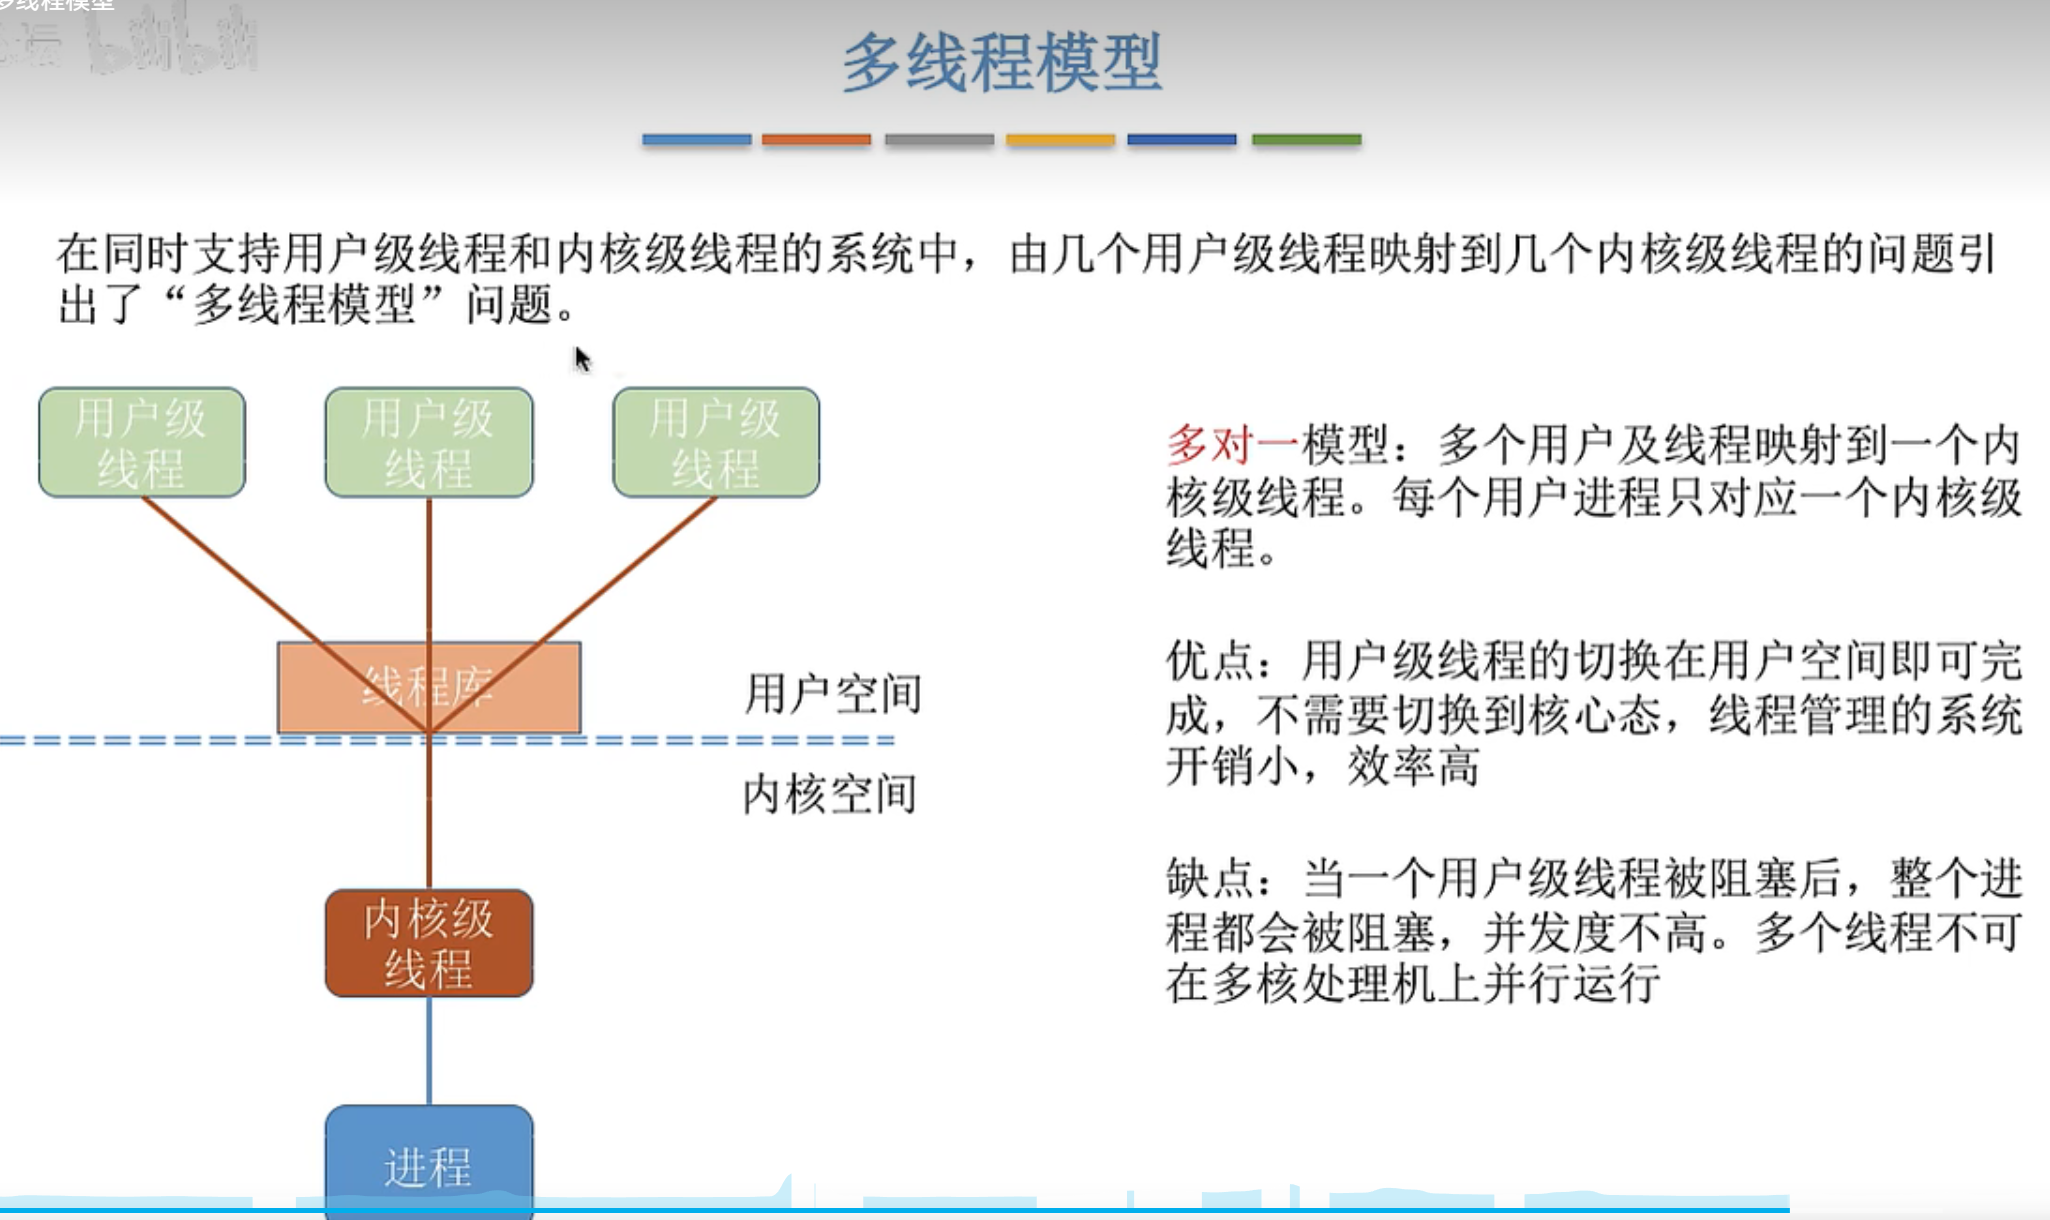 多线程模型
bilibili
多线程模型
在同时支持用户级线程和内核级线程的系统中，由几个用户级线程映射到几个内核级线程的问题引
出了“多线程模型”问题。
用户级
线程
用户级
线程
用户级
线程
线程库
用户空间
内核空间
内核级
线程
进程
多对一模型：多个用户及线程映射到一个内
核级线程。每个用户进程只对应一个内核级
线程。
优点：用户级线程的切换在用户空间即可完
成，不需要切换到核心态，线程管理的系统
开销小，效率高
缺点：当一个用户级线程被阻塞后，整个进
程都会被阻塞，并发度不高。多个线程不可
在多核处理机上并行运行